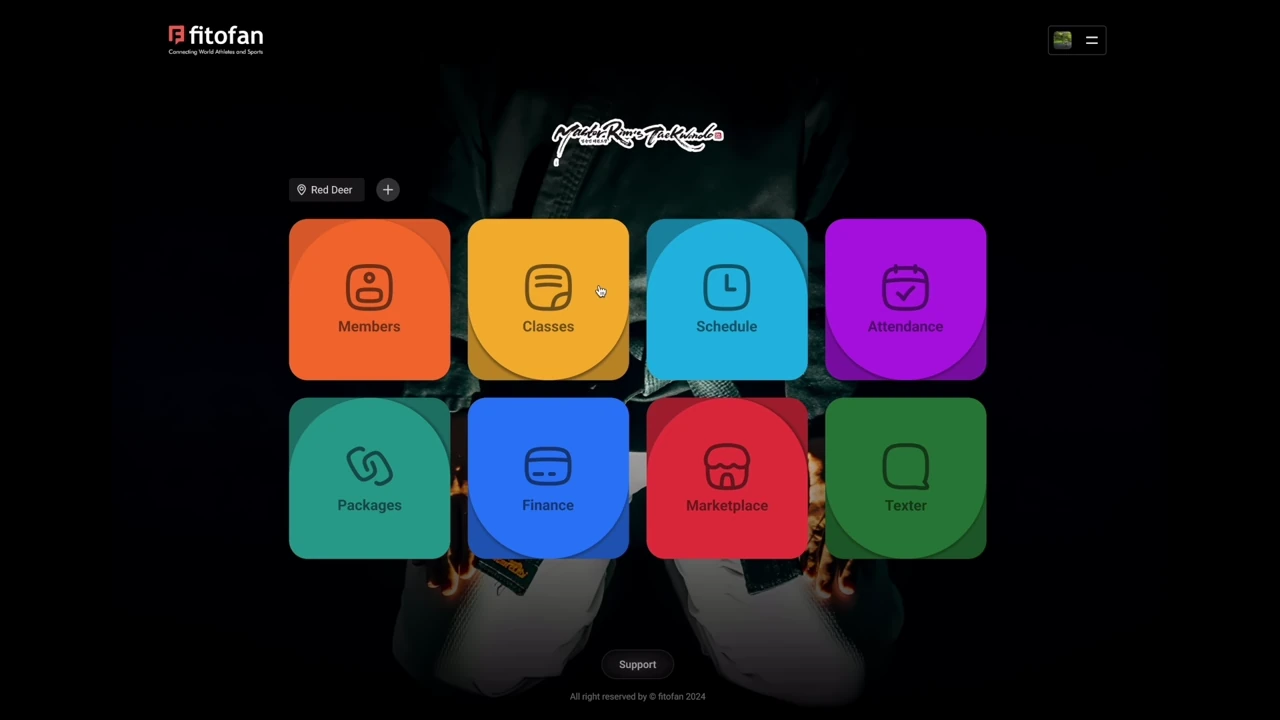 fitofan
Connecting World Athletes and Sports
Master.Rim's TaeKwondo
Red Deer
Members
Classes
Schedule
Attendance
Packages
Finance
Marketplace
Texter
Support
All right reserved by © fitofan 2024